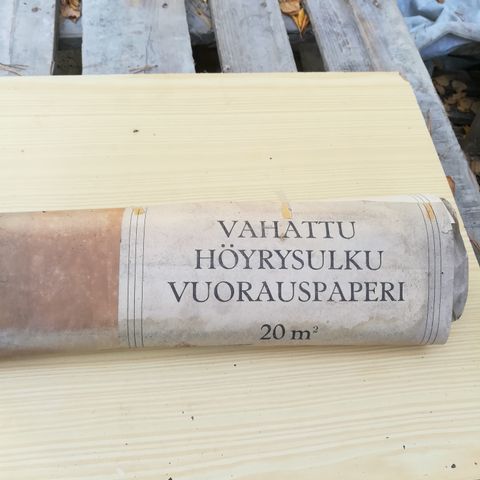 VAHATTU
HÖYRYSULKU
VUORAUSPAPERI
20 m²